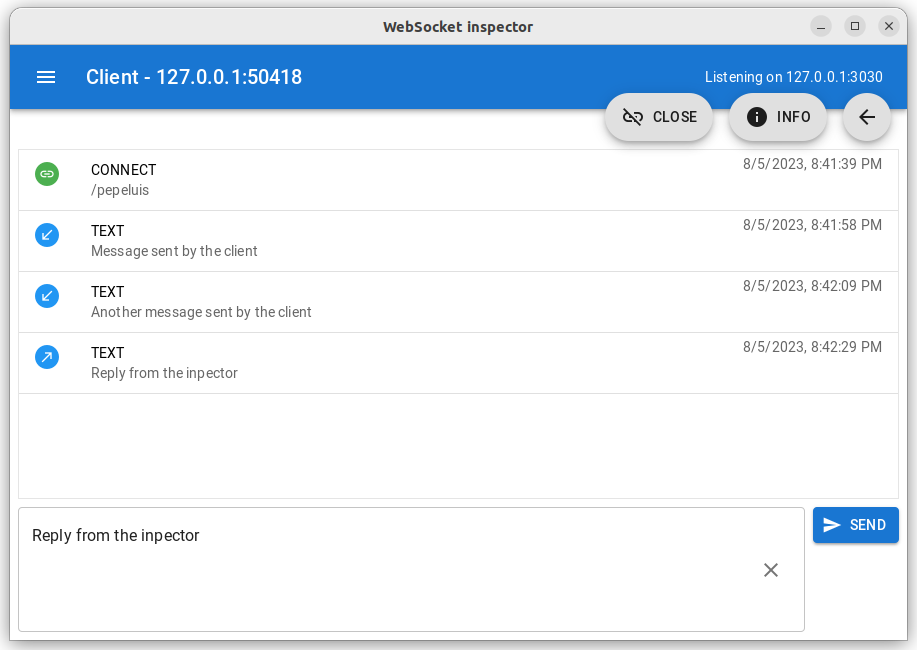 WebSocket inspector
Client - 127.0.0.1:50418
Listening on 127.0.0.1:3030
CLOSE
INFO
CONNECT
8/5/2023, 8:41:39 PM
/pepeluis
TEXT
8/5/2023, 8:41:58 PM
Message sent by the client
TEXT
8/5/2023, 8:42:09 PM
Another message sent by the client
TEXT
8/5/2023, 8:42:29 PM
Reply from the inpector
Reply from the inpector
SEND